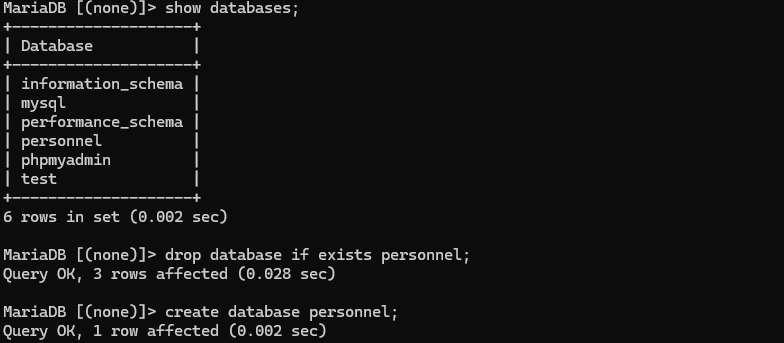 MariaDB [(none)]> show databases;
+--------------------+
| Database           |
+--------------------+
| information_schema |
| mysql              |
| performance_schema |
| personnel          |
| phpmyadmin         |
| test               |
+--------------------+
6 rows in set (0.002 sec)

MariaDB [(none)]> drop database if exists personnel;
Query OK, 3 rows affected (0.028 sec)

MariaDB [(none)]> create database personnel;
Query OK, 1 row affected (0.002 sec)